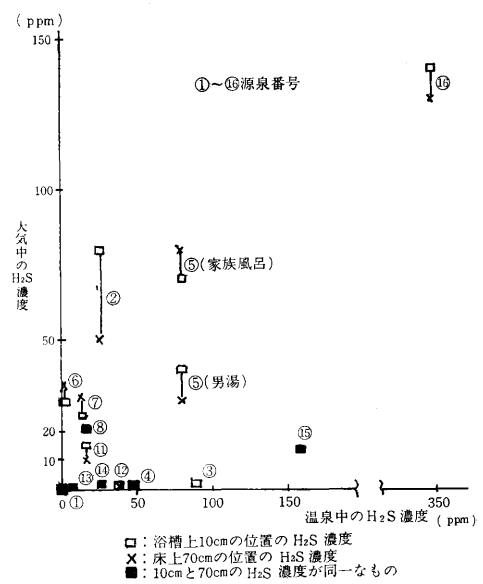 ( ppm)
150
①～⑯源泉番号
⑯
100
大気中のH₂S濃度
⑤(家族風呂)
②
50
⑥
⑤(男湯)
⑦
20
⑧
⑮
⑪
10
⑬
⑭
⑫
④
③
①
0
50
100
150
350
温泉中のH₂S濃度 ( ppm)
□：浴槽上10cmの位置のH₂S 濃度
×：床上70cmの位置の H₂S 濃度
■：10cmと70cmのH₂S 濃度が同一なもの